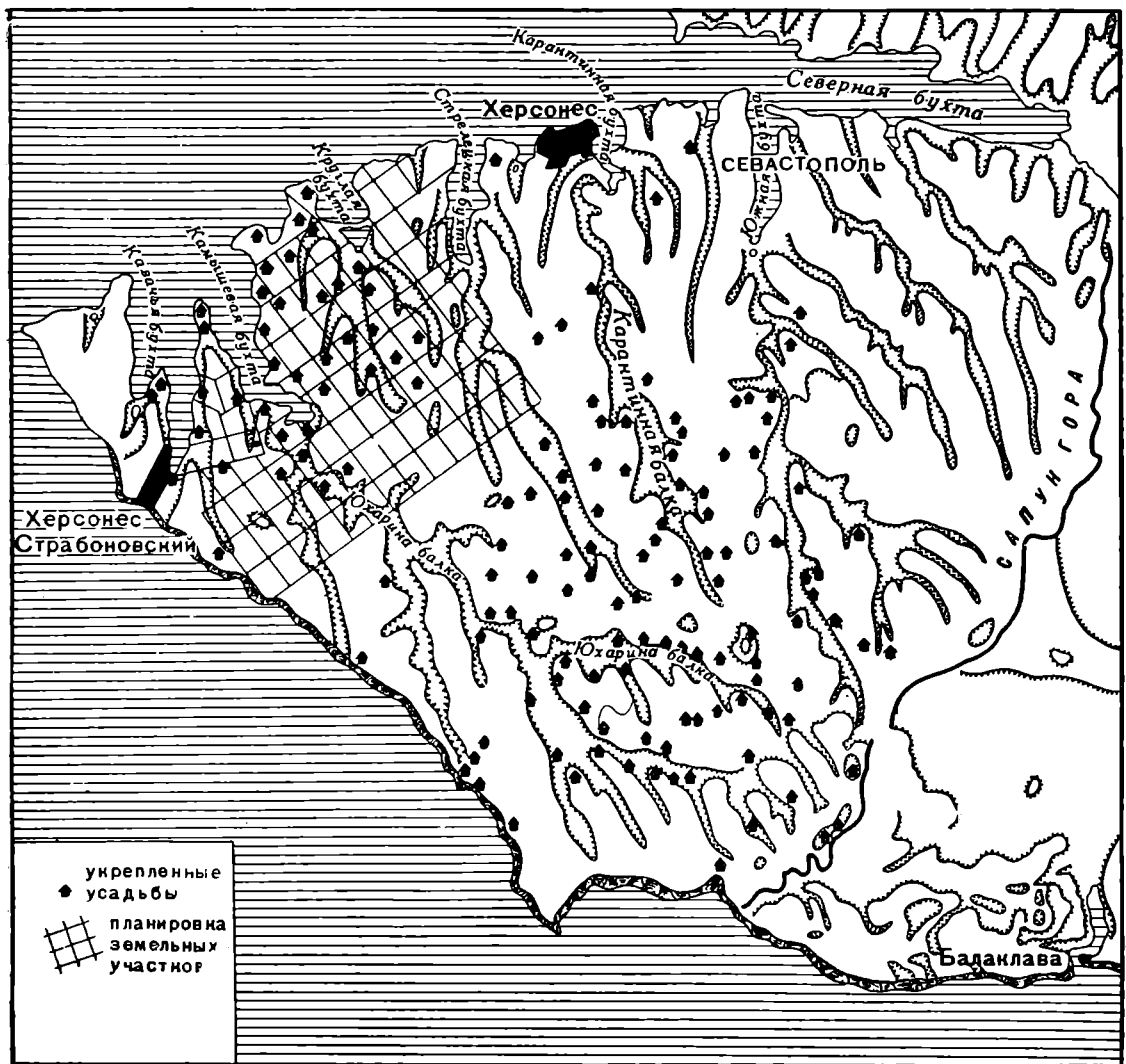 Карантинная бухта
Северная бухта
Херсонес
Стрелецкая бухта
СЕВАСТОПОЛЬ
Южная бухта
Круглая бухта
Камышевая бухта
Казачья бухта
Карантинная балка
САПУН ГОРА
Юхарина балка
Херсонес
Страбоновский
Юхарина балка
укрепленные
усадьбы
планировка
земельных
участков
Балаклава